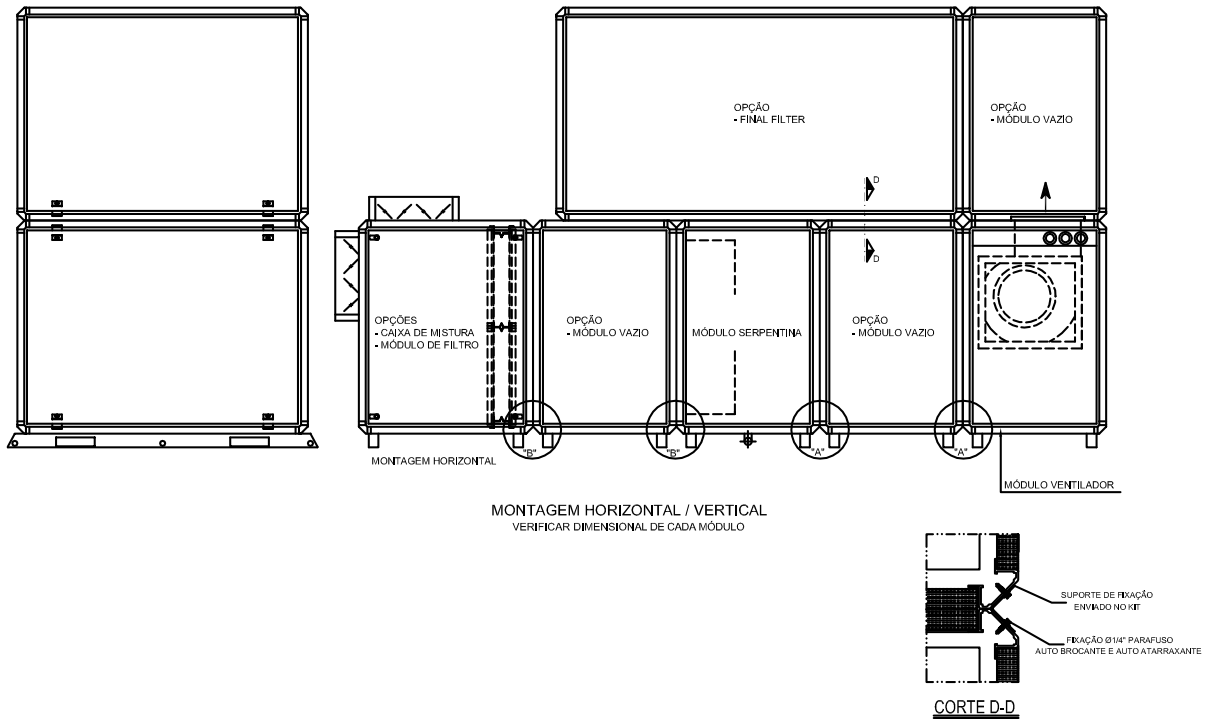 OPÇÃO
- FINAL FILTER
OPÇÃO
- MÓDULO VAZIO
D
D
OPÇÕES
- CAIXA DE MISTURA
- MÓDULO DE FILTRO
OPÇÃO
- MÓDULO VAZIO
MÓDULO SERPENTINA
OPÇÃO
- MÓDULO VAZIO
"B"
"B"
"A"
"A"
MONTAGEM HORIZONTAL
MÓDULO VENTILADOR
MONTAGEM HORIZONTAL / VERTICAL
VERIFICAR DIMENSIONAL DE CADA MÓDULO
SUPORTE DE FIXAÇÃO
ENVIADO NO KIT
FIXAÇÃO Ø1/4" PARAFUSO
AUTO BROCANTE E AUTO ATARRAXANTE
CORTE D-D